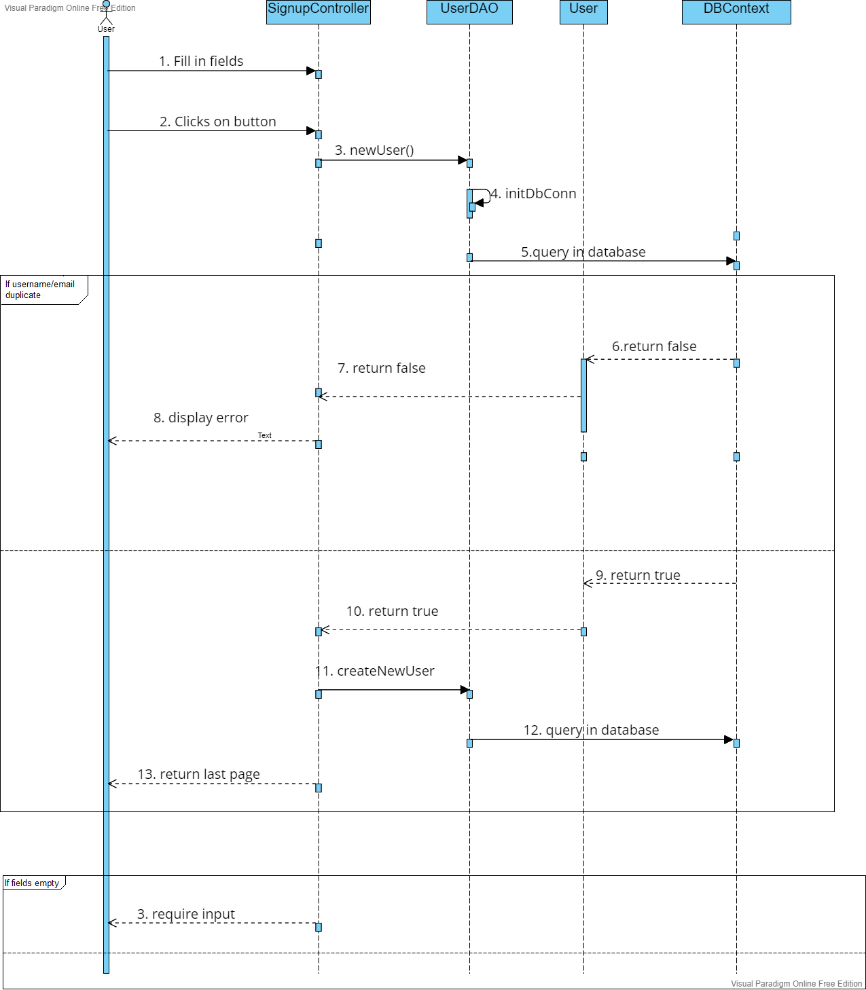 Visual Paradigm Online Free Edition
User
SignupController
UserDAO
User
DBContext
1. Fill in fields
2. Clicks on button
3. newUser()
4. initDbConn
5.query in database
If username/email
duplicate
6.return false
7. return false
8. display error
Text
9. return true
10. return true
11. createNewUser
12. query in database
13. return last page
If fields empty
3. require input
Visual Paradigm Online Free Edition